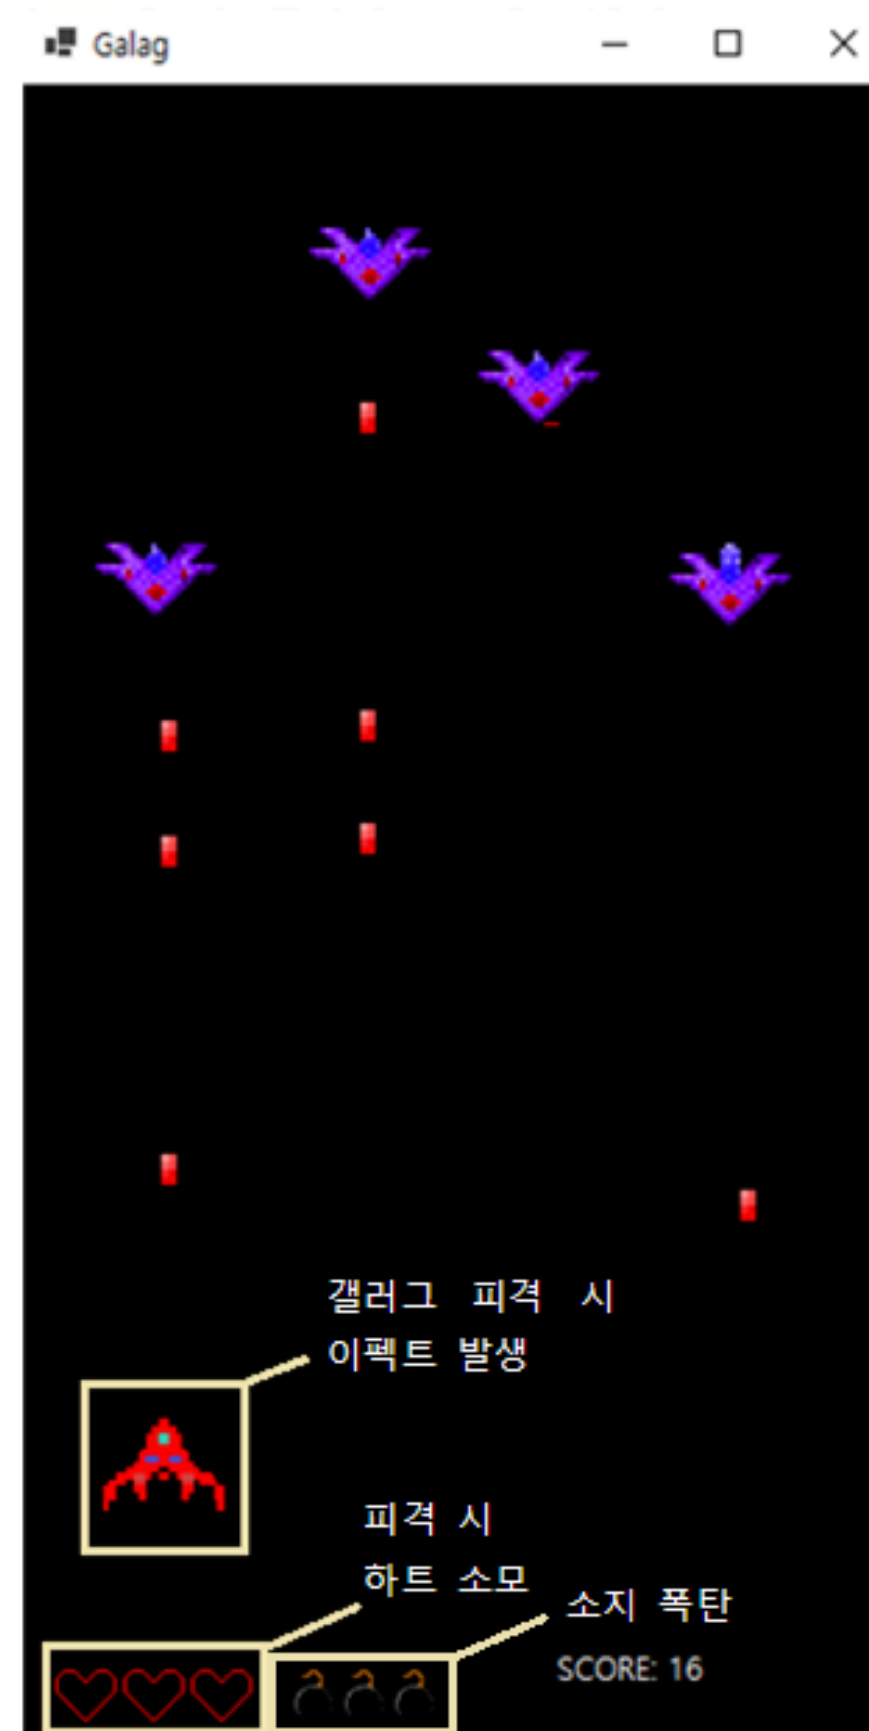 Galag
갤러그 피격 시
이펙트 발생
피격 시
하트 소모
소지 폭탄
SCORE: 16